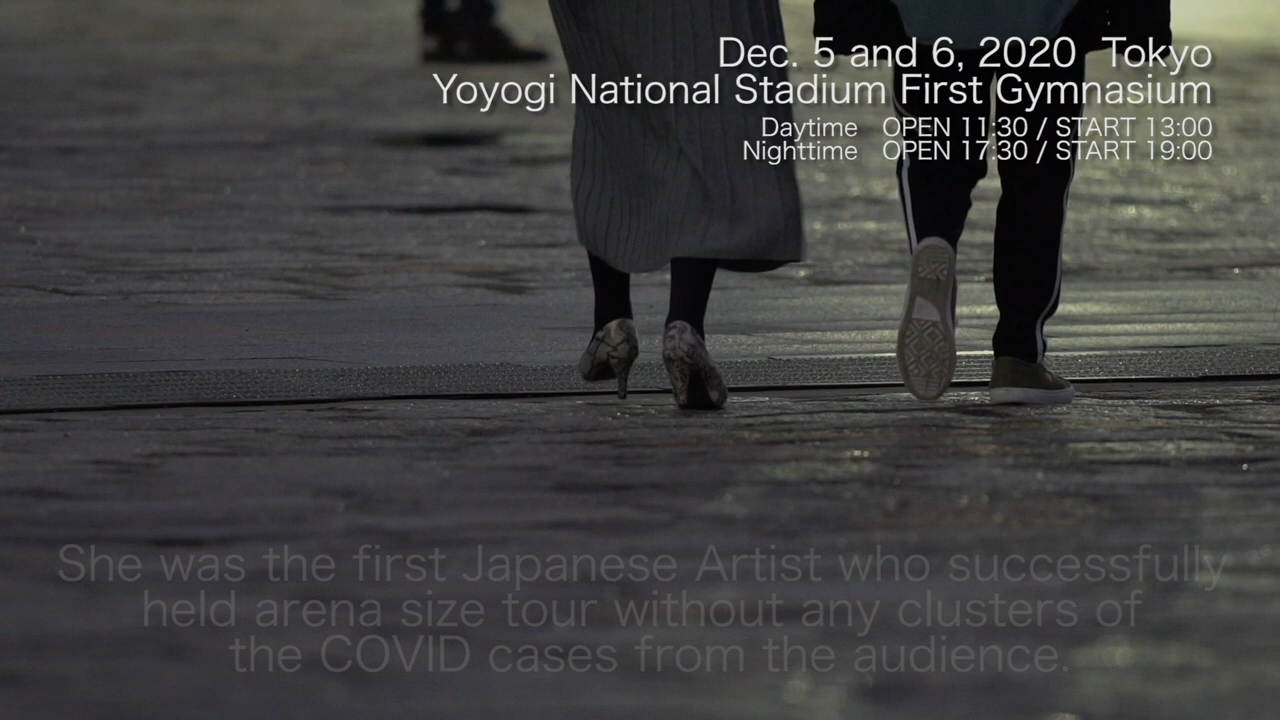 Dec. 5 and 6, 2020 Tokyo
Yoyogi National Stadium First Gymnasium
Daytime OPEN 11:30 / START 13:00
Nighttime OPEN 17:30 / START 19:00
She was the first Japanese Artist who successfully
held arena size tour without any clusters of
the COVID cases from the audience.